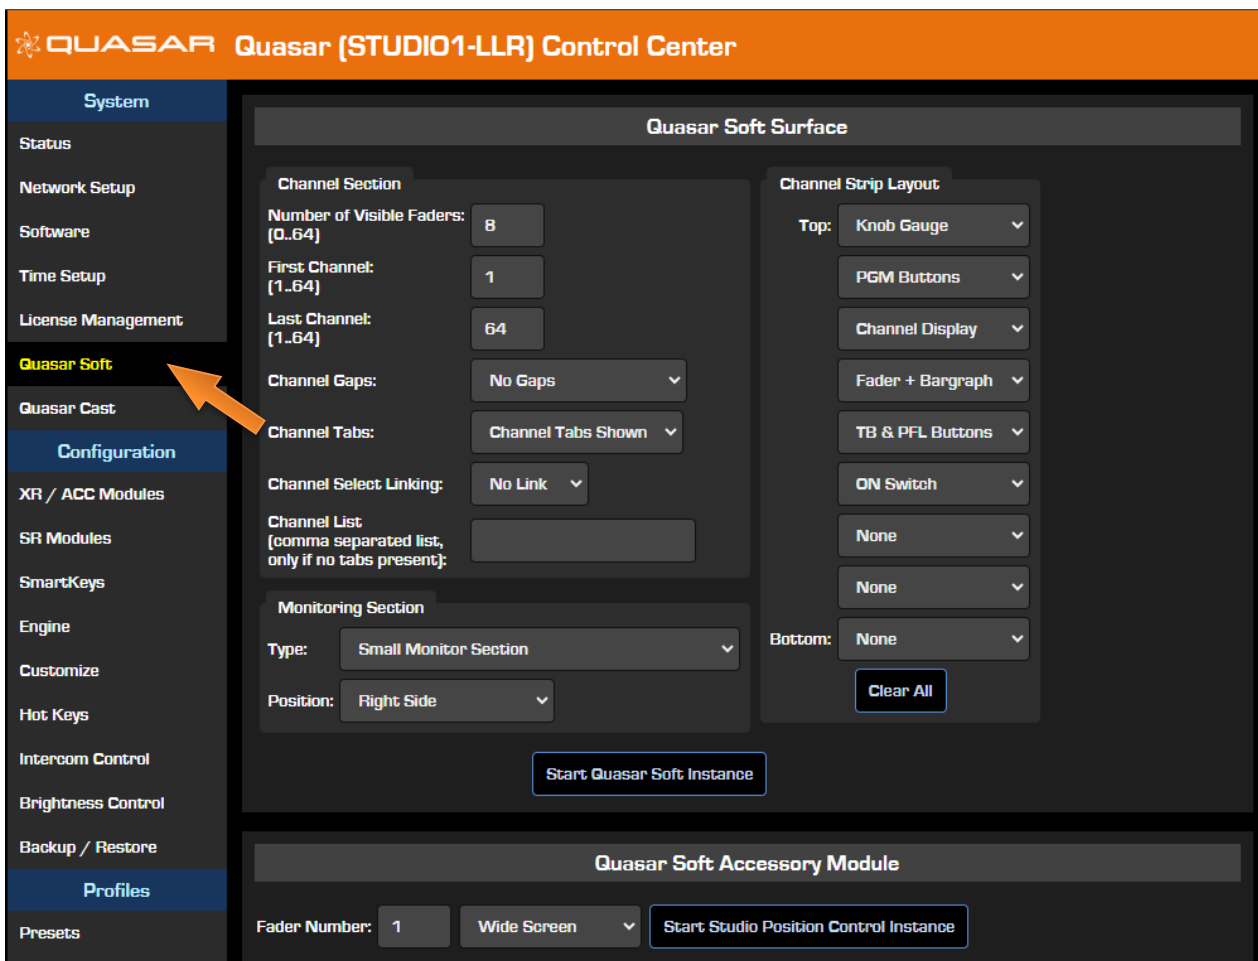 QUASAR Quasar (STUDIO1-LLR) Control Center
System
Status
Network Setup
Software
Time Setup
License Management
Quasar Soft
Quasar Cast
Configuration
XR / ACC Modules
SR Modules
SmartKeys
Engine
Customize
Hot Keys
Intercom Control
Brightness Control
Backup / Restore
Profiles
Presets
Quasar Soft Surface
Channel Section
Number of Visible Faders: 8
(0..64)
First Channel: 1
(1..64)
Last Channel: 64
(1..64)
Channel Gaps: No Gaps
Channel Tabs: Channel Tabs Shown
Channel Select Linking: No Link
Channel List
(comma separated list,
only if no tabs present):
Monitoring Section
Type: Small Monitor Section
Position: Right Side
Channel Strip Layout
Top: Knob Gauge
PGM Buttons
Channel Display
Fader + Bargraph
TB & PFL Buttons
ON Switch
None
None
Bottom: None
Clear All
Start Quasar Soft Instance
Quasar Soft Accessory Module
Fader Number: 1 Wide Screen Start Studio Position Control Instance